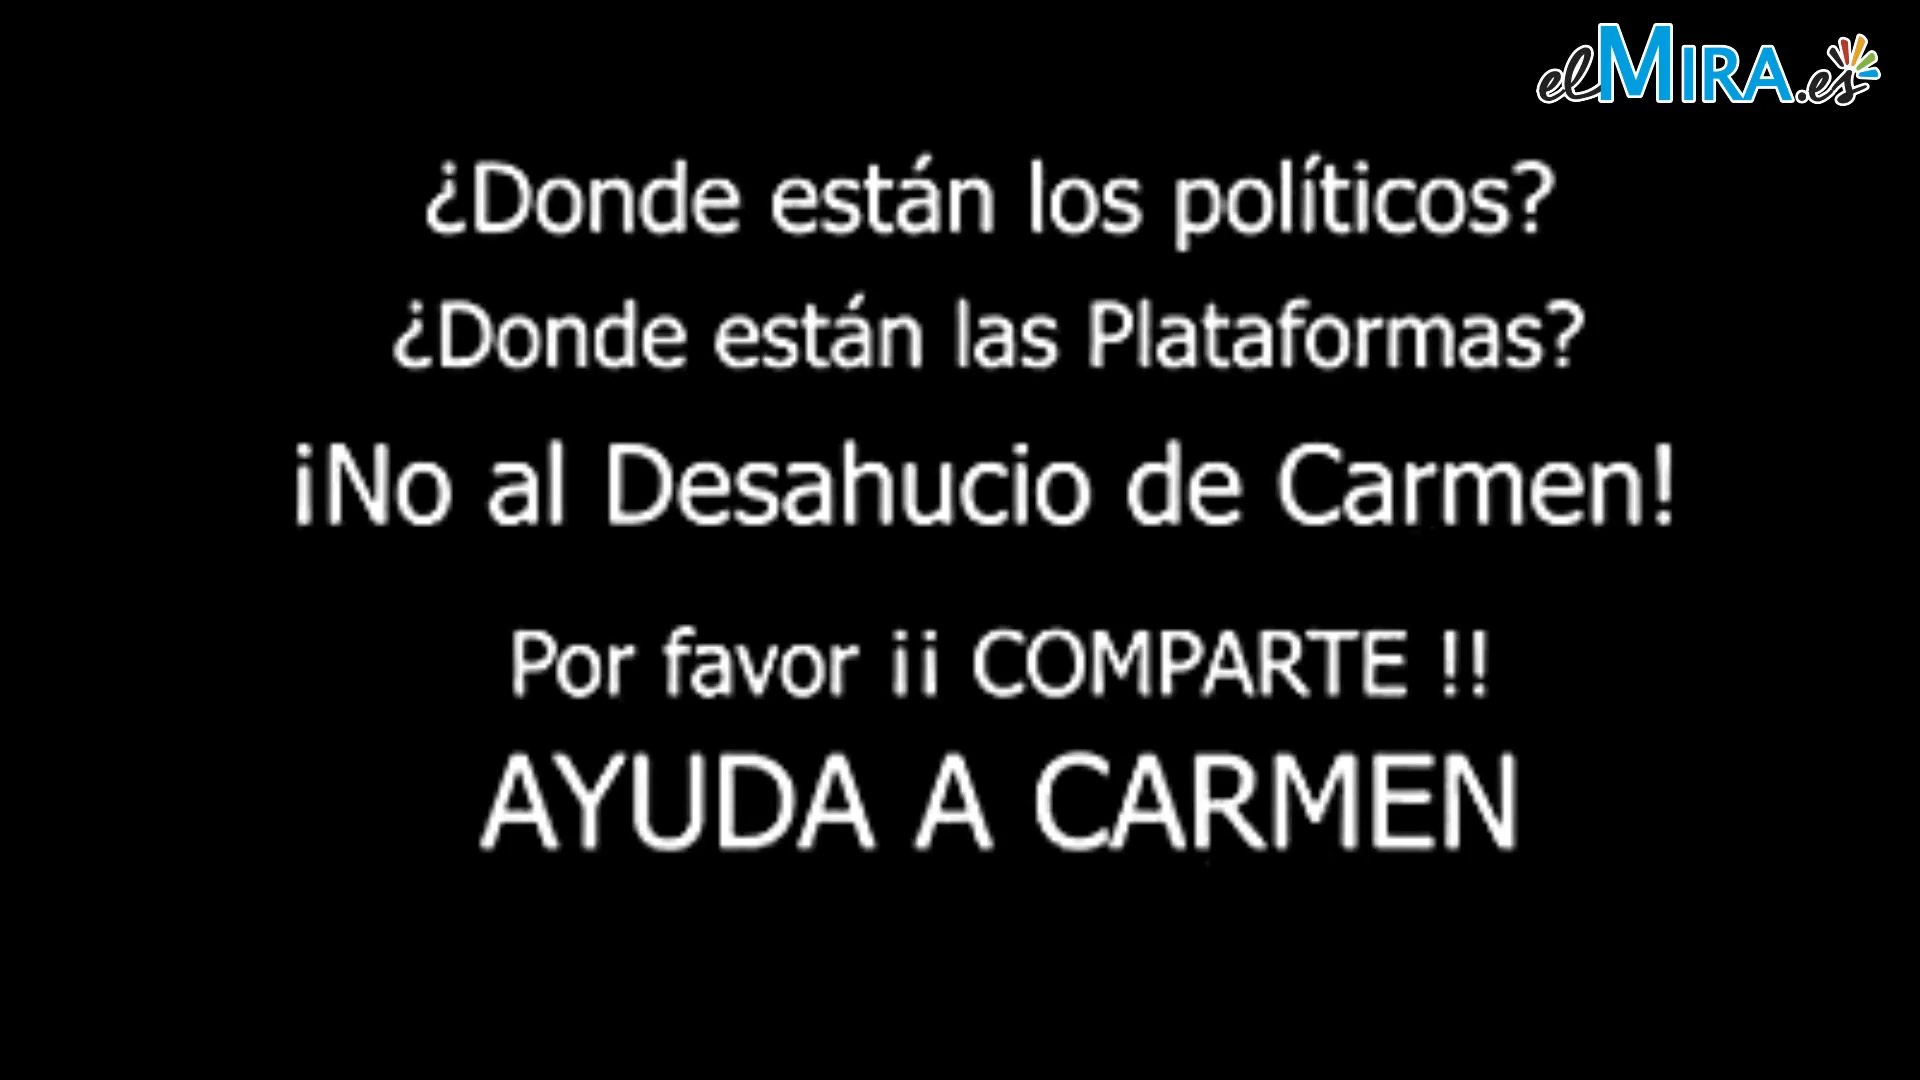 elMIRA.es
¿Donde están los políticos?
¿Donde están las Plataformas?
¡No al Desahucio de Carmen!
Por favor ¡¡ COMPARTE !!
AYUDA A CARMEN